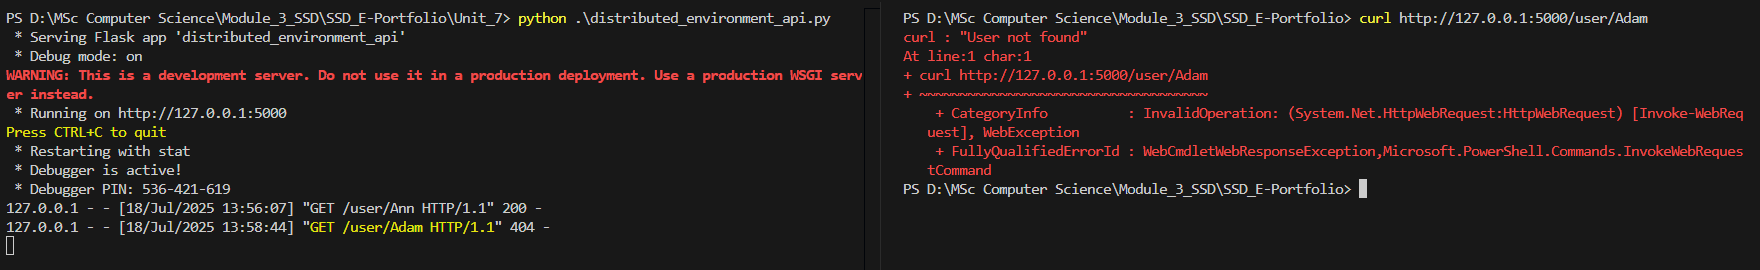 PS D:\MSc Computer Science\Module_3_SSD\SSD_E-Portfolio\Unit_7> python .\distributed_environment_api.py
 * Serving Flask app 'distributed_environment_api'
 * Debug mode: on
WARNING: This is a development server. Do not use it in a production deployment. Use a production WSGI serv
er instead.
 * Running on http://127.0.0.1:5000
Press CTRL+C to quit
 * Restarting with stat
 * Debugger is active!
 * Debugger PIN: 536-421-619
127.0.0.1 - - [18/Jul/2025 13:56:07] "GET /user/Ann HTTP/1.1" 200 -
127.0.0.1 - - [18/Jul/2025 13:58:44] "GET /user/Adam HTTP/1.1" 404 -
PS D:\MSc Computer Science\Module_3_SSD\SSD_E-Portfolio> curl http://127.0.0.1:5000/user/Adam
curl : "User not found"
At line:1 char:1
+ curl http://127.0.0.1:5000/user/Adam
+ ~~~~~~~~~~~~~~~~~~~~~~~~~~~~~~~~~~~~
    + CategoryInfo          : InvalidOperation: (System.Net.HttpWebRequest:HttpWebRequest) [Invoke-WebReq
   uest], WebException
    + FullyQualifiedErrorId : WebCmdletWebResponseException,Microsoft.PowerShell.Commands.InvokeWebReques
   tCommand
PS D:\MSc Computer Science\Module_3_SSD\SSD_E-Portfolio>